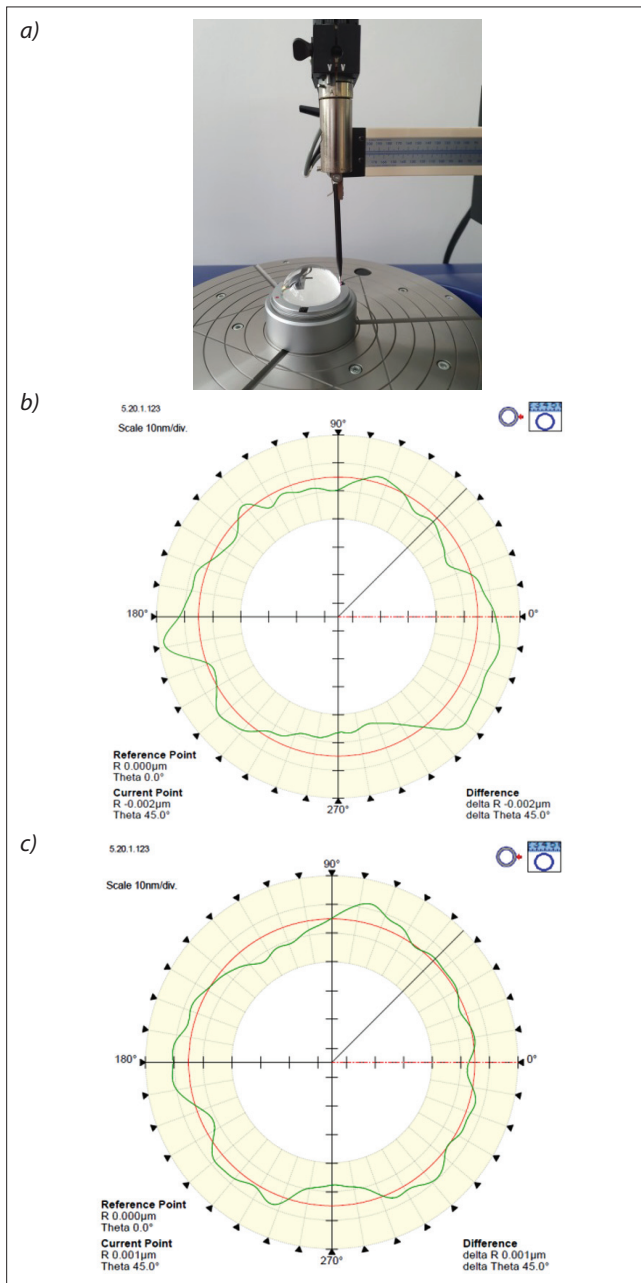 a)
b)
5.20.1.123
Scale 10nm/div.
90°
180°
0°
270°
Reference Point
R 0.000µm
Theta 0.0°
Current Point
R -0.002µm
Theta 45.0°
Difference
delta R -0.002µm
delta Theta 45.0°
c)
5.20.1.123
Scale 10nm/div.
90°
180°
0°
270°
Reference Point
R 0.000µm
Theta 0.0°
Current Point
R 0.001µm
Theta 45.0°
Difference
delta R 0.001µm
delta Theta 45.0°